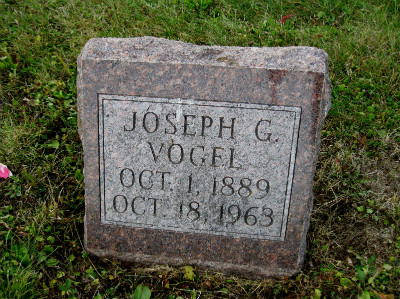 JOSEPH G.
VOGEL
OCT. 1, 1889
OCT. 18, 1963